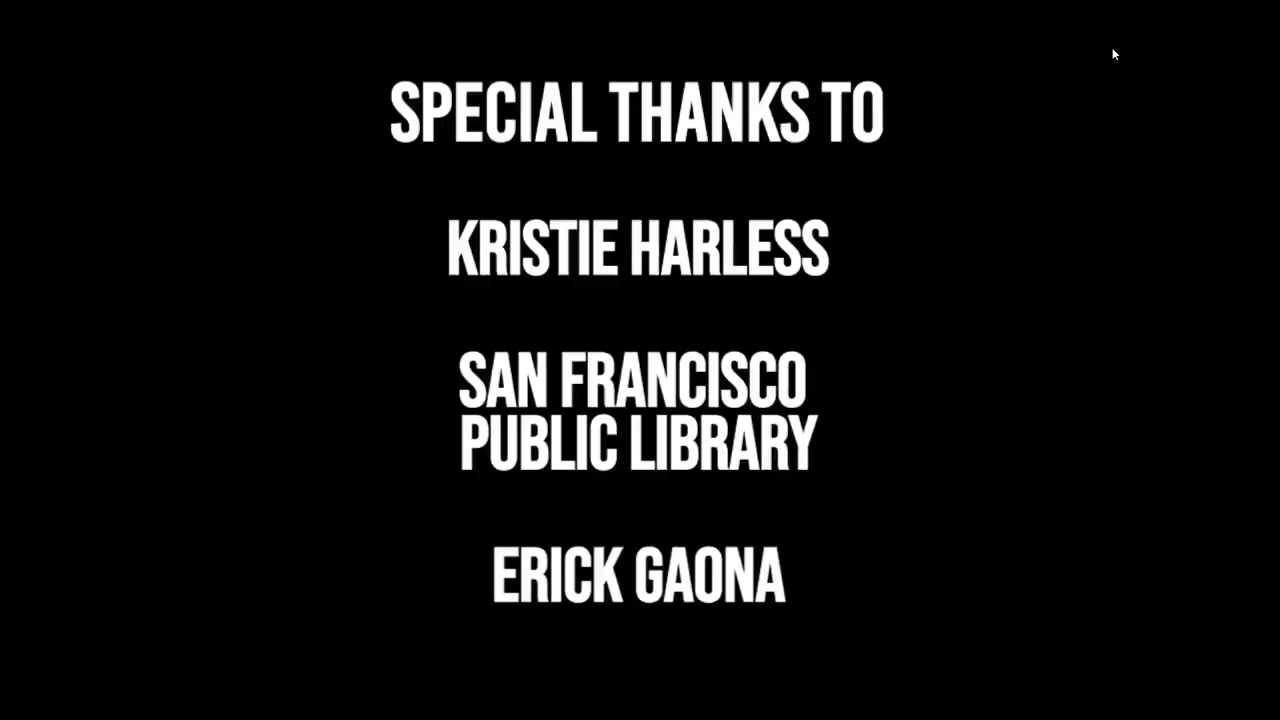 SPECIAL THANKS TO
KRISTIE HARLESS
SAN FRANCISCO
PUBLIC LIBRARY
ERICK GAONA